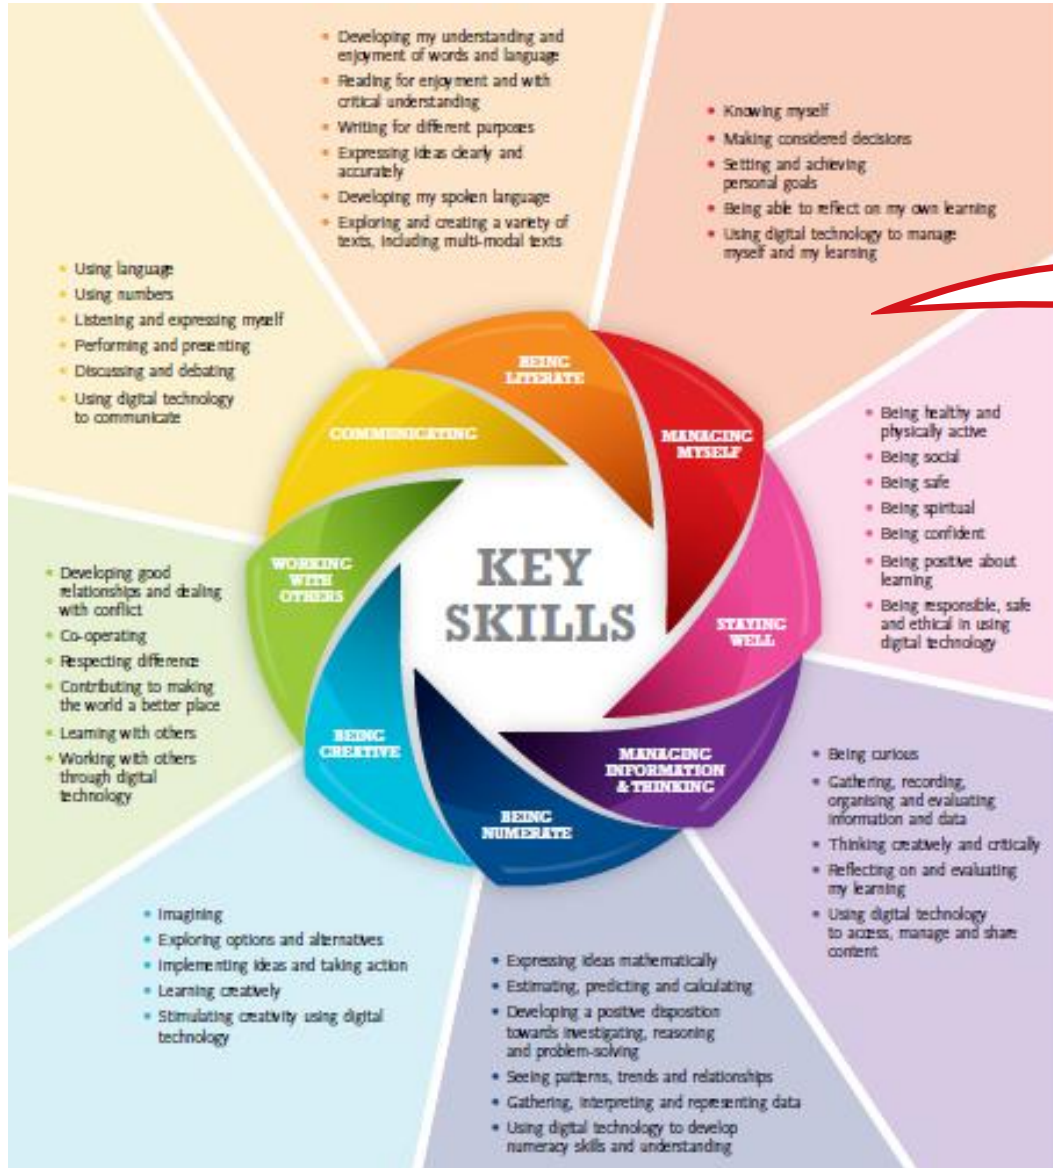 • Developing my understanding and
enjoyment of words and language
• Reading for enjoyment and with
critical understanding
• Writing for different purposes
• Expressing ideas clearly and
accurately
• Developing my spoken language
• Exploring and creating a variety of
texts, including multi-modal texts
• Knowing myself
• Making considered decisions
• Setting and achieving
personal goals
• Being able to reflect on my own learning
• Using digital technology to manage
myself and my learning
• Using language
• Using numbers
• Listening and expressing myself
• Performing and presenting
• Discussing and debating
• Using digital technology
to communicate
BEING
LITERATE
COMMUNICATING
MANAGING
MYSELF
• Being healthy and
physically active
• Being social
• Being safe
• Being spiritual
• Being confident
• Being positive about
learning
• Being responsible, safe
and ethical in using
digital technology
WORKING
WITH
OTHERS
KEY
SKILLS
STAYING
WELL
• Developing good
relationships and dealing
with conflict
• Co-operating
• Respecting difference
• Contributing to making
the world a better place
• Learning with others
• Working with others
through digital
technology
BEING
CREATIVE
MANAGING
INFORMATION
& THINKING
BEING
NUMERATE
• Being curious
• Gathering, recording,
organising and evaluating
information and data
• Thinking creatively and critically
• Reflecting on and evaluating
my learning
• Using digital technology
to access, manage and share
content
• Imagining
• Exploring options and alternatives
• Implementing ideas and taking action
• Learning creatively
• Stimulating creativity using digital
technology
• Expressing ideas mathematically
• Estimating, predicting and calculating
• Developing a positive disposition
towards investigating, reasoning
and problem-solving
• Seeing patterns, trends and relationships
• Gathering, interpreting and representing data
• Using digital technology to develop
numeracy skills and understanding